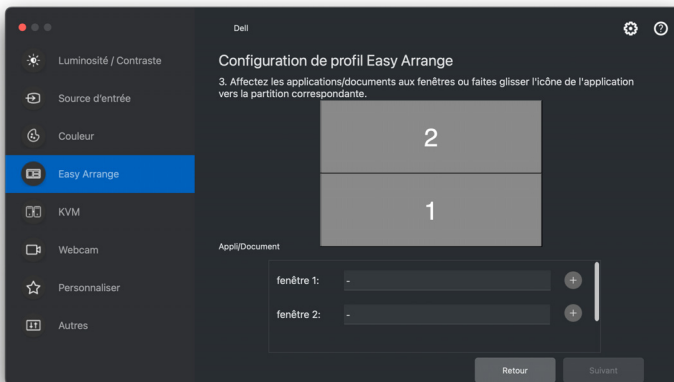 Dell
Luminosité / Contraste
Source d'entrée
Couleur
Easy Arrange
KVM
Webcam
Personnaliser
Autres
Configuration de profil Easy Arrange
3. Affectez les applications/documents aux fenêtres ou faites glisser l'icône de l'application
vers la partition correspondante.
2
1
Appli/Document
fenêtre 1:
-
fenêtre 2:
-
Retour
Suivant